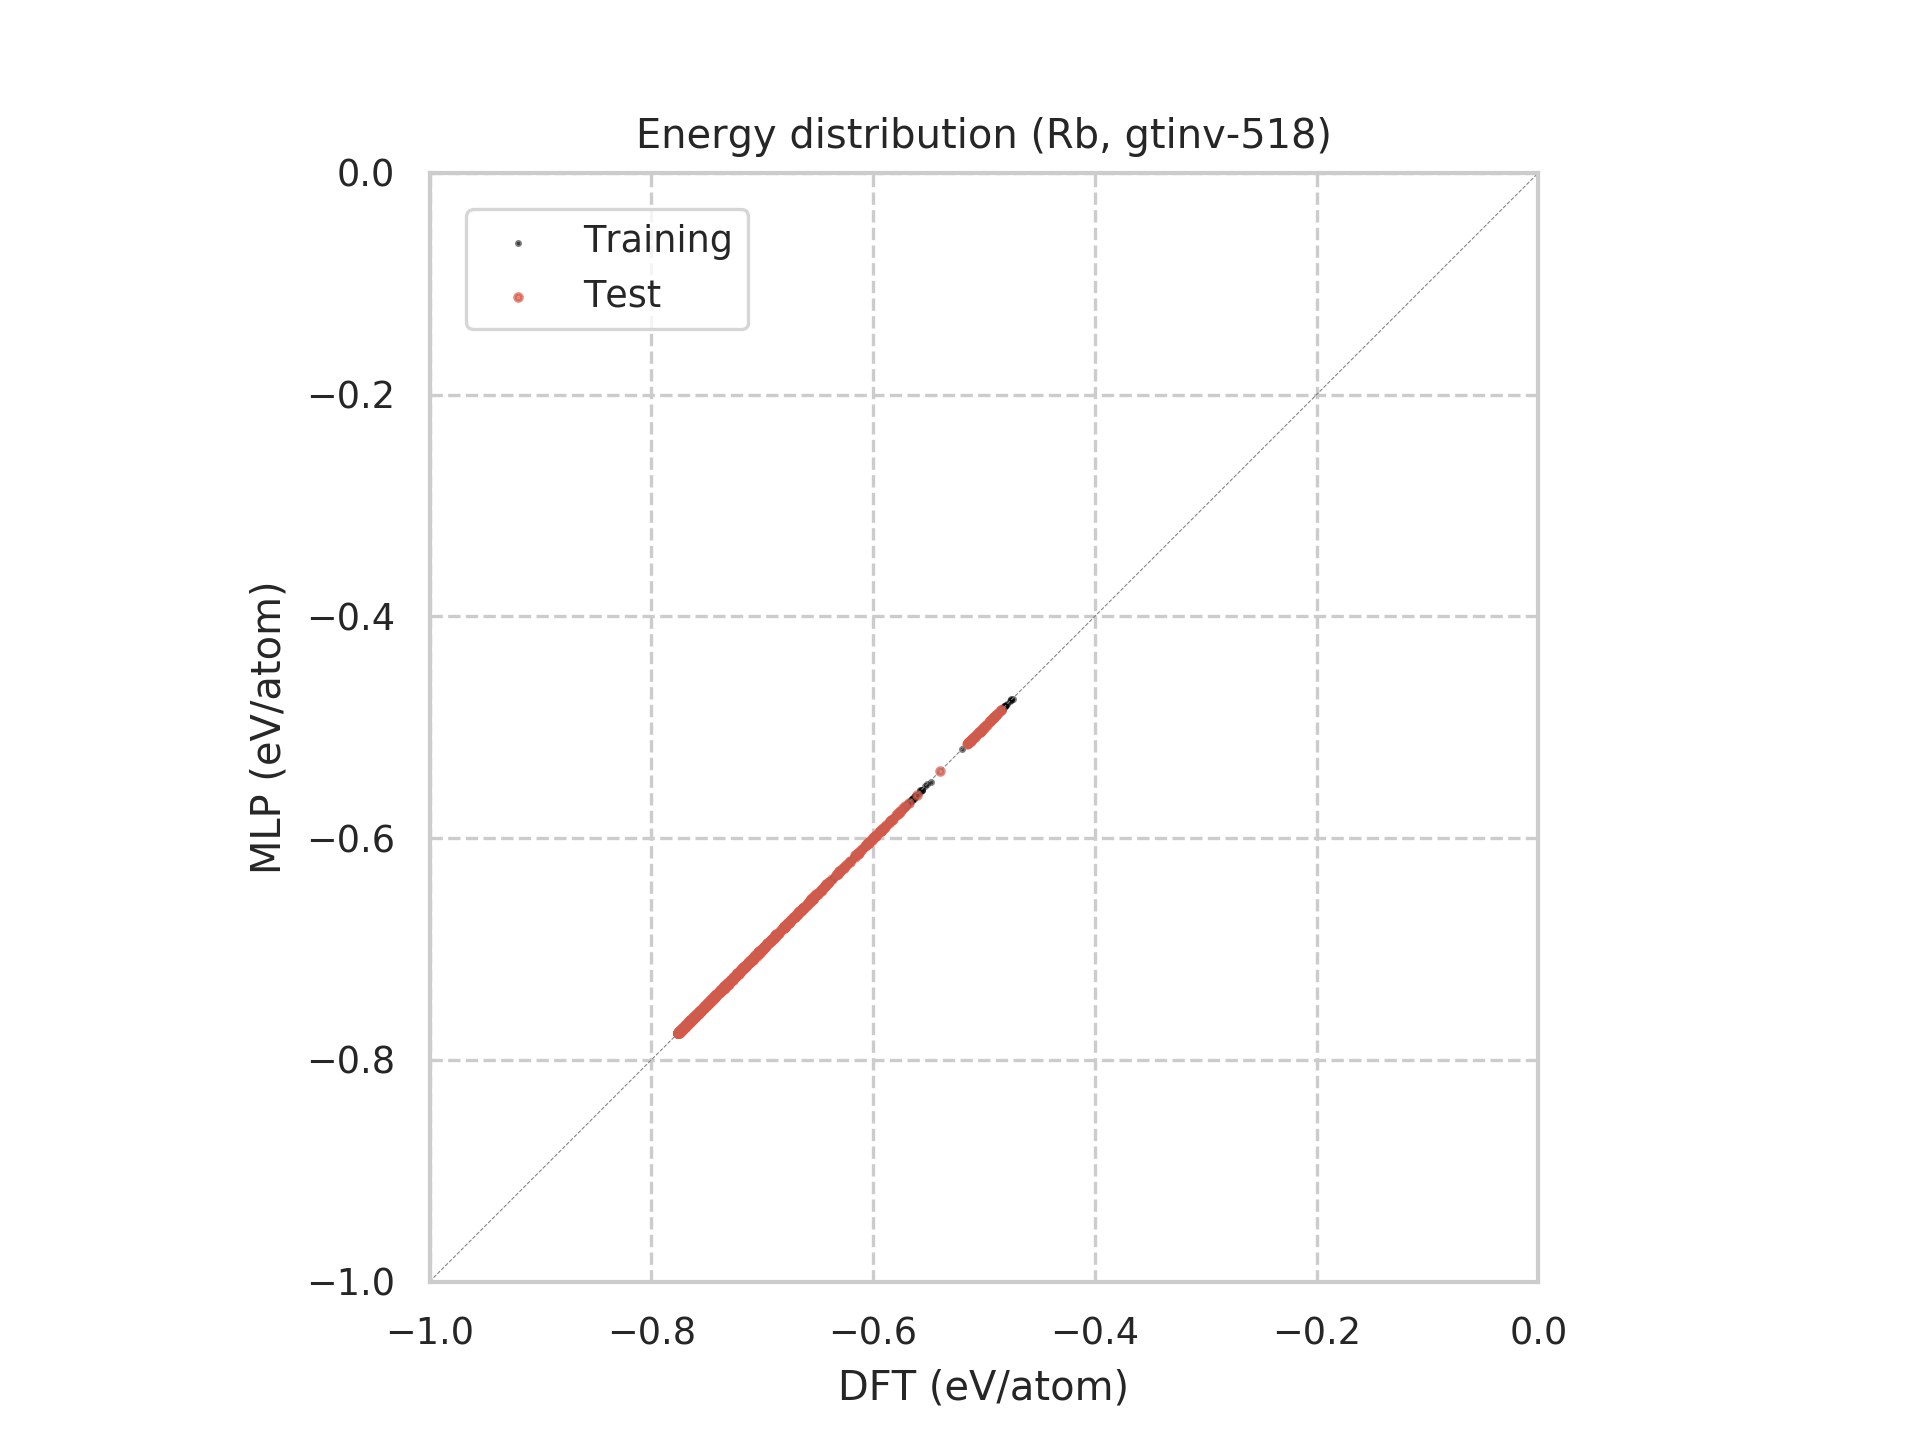 Energy distribution (Rb, gtinv-518)
0.0
−0.2
−0.4
−0.6
−0.8
−1.0
MLP (eV/atom)
Training
Test
−1.0 −0.8 −0.6 −0.4 −0.2 0.0
DFT (eV/atom)